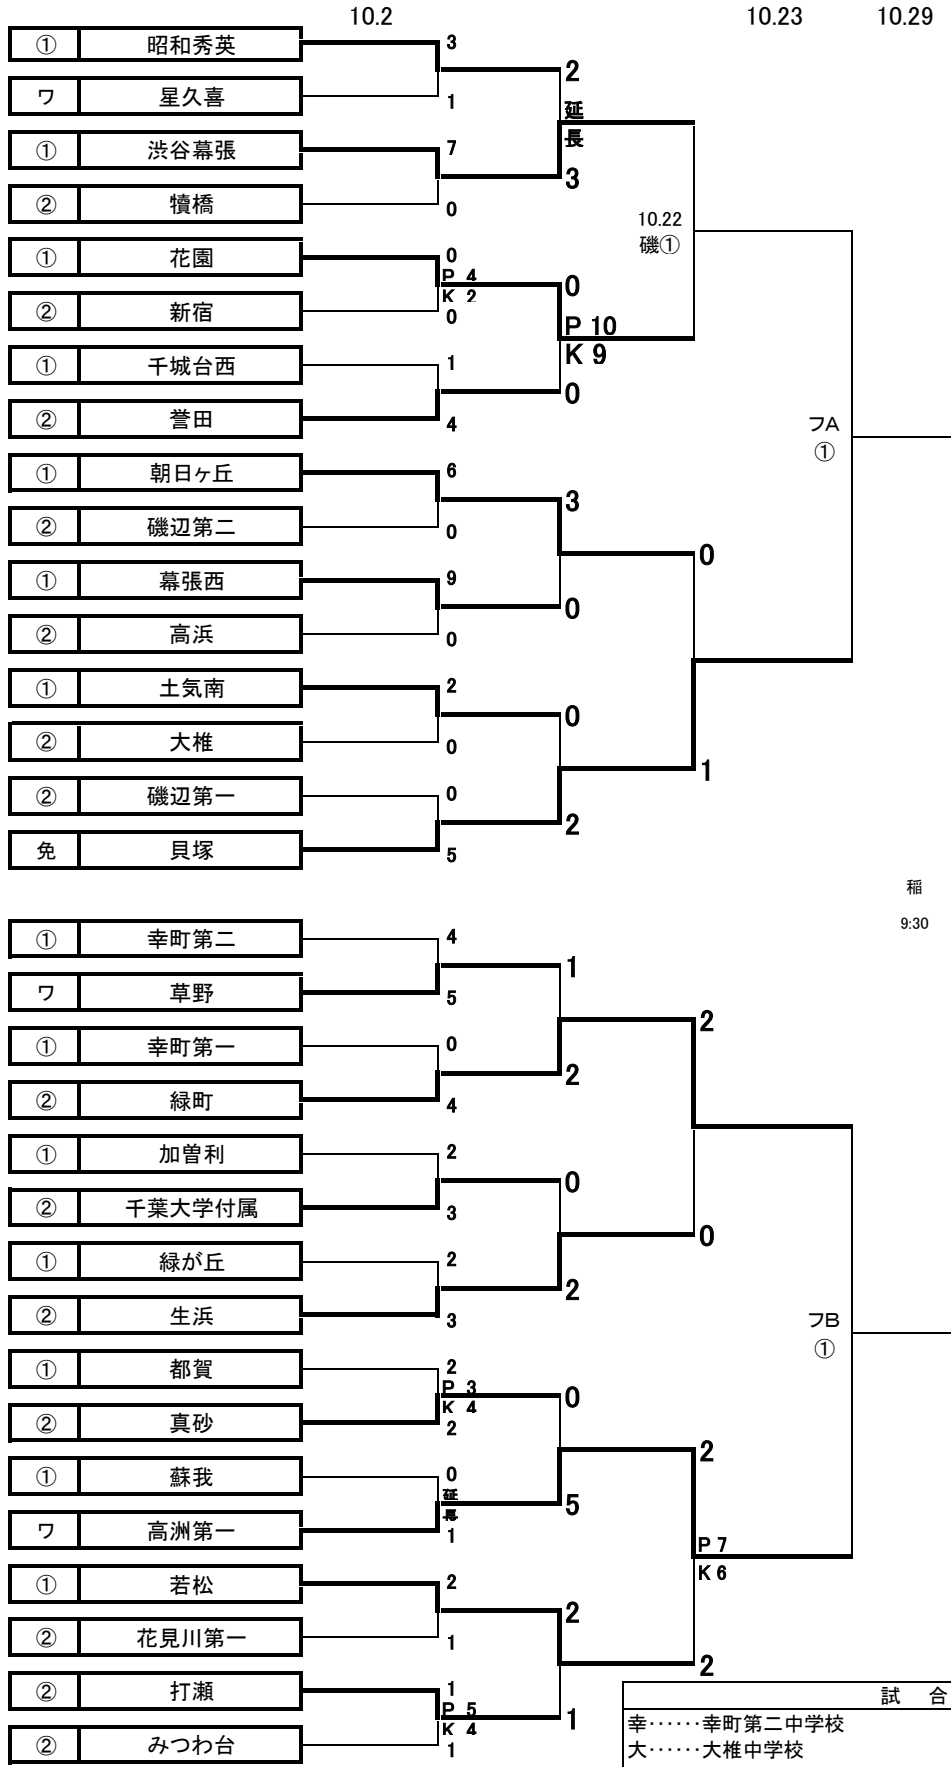 10.2 10.23 10.29
① 昭和秀英 3
2
ワ 星久喜 1
延
長
① 渋谷幕張 7
3
② 犢橋 0
10.22
磯①
① 花園 0
P 4
K 2
0
② 新宿 0
P 10
K 9
① 千城台西 1
0
② 誉田 4
フA
①
① 朝日ヶ丘 6
3
② 磯辺第二 0
0
① 幕張西 9
0
② 高浜 0
① 土気南 2
0
② 大椎 0
1
② 磯辺第一 0
2
免 貝塚 5
稲
9:30
① 幸町第二 4
1
ワ 草野 5
2
① 幸町第一 0
2
② 緑町 4
① 加曽利 2
0
② 千葉大学付属 3
0
① 緑が丘 2
2
② 生浜 3
フB
①
① 都賀 2
P 3
K 4
0
② 真砂 2
2
① 蘇我 0
延
長
5
ワ 高洲第一 1
P 7
K 6
① 若松 2
2
② 花見川第一 1
2
② 打瀬 1
P 5
K 4
1
② みつわ台 1
試 合
幸‥‥‥幸町第二中学校
大‥‥‥大椎中学校